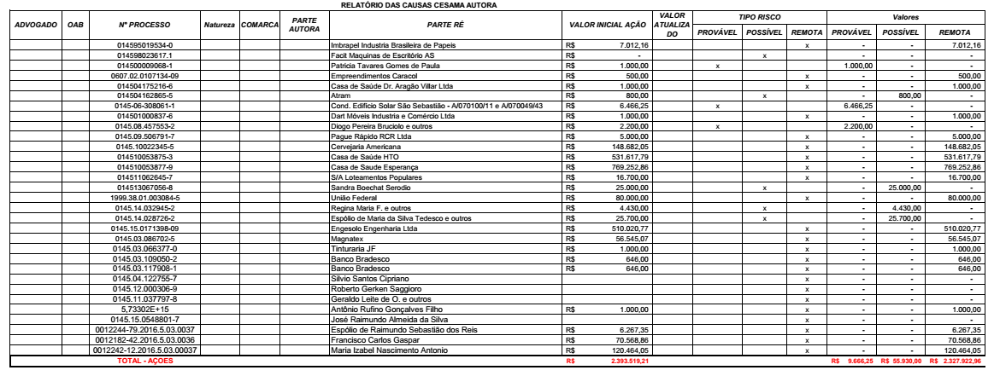 RELATÓRIO DAS CAUSAS CESAMA AUTORA
ADVOGADO OAB Nº PROCESSO Natureza COMARCA PARTE AUTORA PARTE RÉ VALOR INICIAL AÇÃO VALOR ATUALIZADO TIPO RISCO Valores
PROVÁVEL POSSÍVEL REMOTA PROVÁVEL POSSÍVEL REMOTA
014595019534-0 Imbrapel Industria Brasileira de Papeis R$ 7.012,16 x - - 7.012,16
014598023617.1 Facit Maquinas de Escritório AS R$ - x - - -
014500009068-1 Patricia Tavares Gomes de Paula R$ 1.000,00 x 1.000,00 - -
0607.02.0107134-09 Empreendimentos Caracol R$ 500,00 x - - 500,00
014504175216-6 Casa de Saúde Dr. Aragão Villar Ltda R$ 1.000,00 x - - 1.000,00
014504162865-5 Atram R$ 800,00 x - 800,00 -
0145-06-308061-1 Cond. Edifício Solar São Sebastião - A/070100/11 e A/070049/43 R$ 6.466,25 x 6.466,25 - -
014501000837-6 Dart Móveis Industria e Comércio Ltda R$ 1.000,00 x - - 1.000,00
0145.08.457553-2 Diogo Pereira Bruciolo e outros R$ 2.200,00 x 2.200,00 - -
0145.09.506791-7 Pague Rápido RCR Ltda R$ 5.000,00 x - - 5.000,00
0145.10022345-5 Cervejaria Americana R$ 148.682,05 x - - 148.682,05
014510053875-3 Casa de Saúde HTO R$ 531.617,79 x - - 531.617,79
014510053877-9 Casa de Saude Esperança R$ 769.252,86 x - - 769.252,86
014511062645-7 S/A Loteamentos Populares R$ 16.700,00 x - - 16.700,00
014513067056-8 Sandra Boechat Serodio R$ 25.000,00 x - 25.000,00 -
1999.38.01.003084-5 União Federal R$ 80.000,00 x - - 80.000,00
0145.14.032945-2 Regina Maria F. e outros R$ 4.430,00 x - 4.430,00 -
0145.14.028726-2 Espólio de Maria da Silva Tedesco e outros R$ 25.700,00 x - 25.700,00 -
0145.15.0171398-09 Engesolo Engenharia Ltda R$ 510.020,77 x - - 510.020,77
0145.03.086702-5 Magnatex R$ 56.545,07 x - - 56.545,07
0145.03.066377-0 Tinturaria JF R$ 1.000,00 x - - 1.000,00
0145.03.109050-2 Banco Bradesco R$ 646,00 x - - 646,00
0145.03.117908-1 Banco Bradesco R$ 646,00 x - - 646,00
0145.04.122755-7 Silvio Santos Cipriano x - - -
0145.12.000306-9 Roberto Gerken Saggioro x - - -
0145.11.037797-8 Geraldo Leite de O. e outros x - - -
5,73302E+15 Antônio Rufino Gonçalves Filho R$ 1.000,00 x - - 1.000,00
0145.15.0548801-7 José Raimundo Almeida da Silva x - - -
0012244-79.2016.5.03.0037 Espólio de Raimundo Sebastião dos Reis R$ 6.267,35 x - - 6.267,35
0012182-42.2016.5.03.0036 Francisco Carlos Gaspar R$ 70.568,86 x - - 70.568,86
0012242-12.2016.5.03.00037 Maria Izabel Nascimento Antonio R$ 120.464,05 x - - 120.464,05
TOTAL - AÇOES R$ 2.393.519,21 R$ 9.666,25 R$ 55.930,00 R$ 2.327.922,96